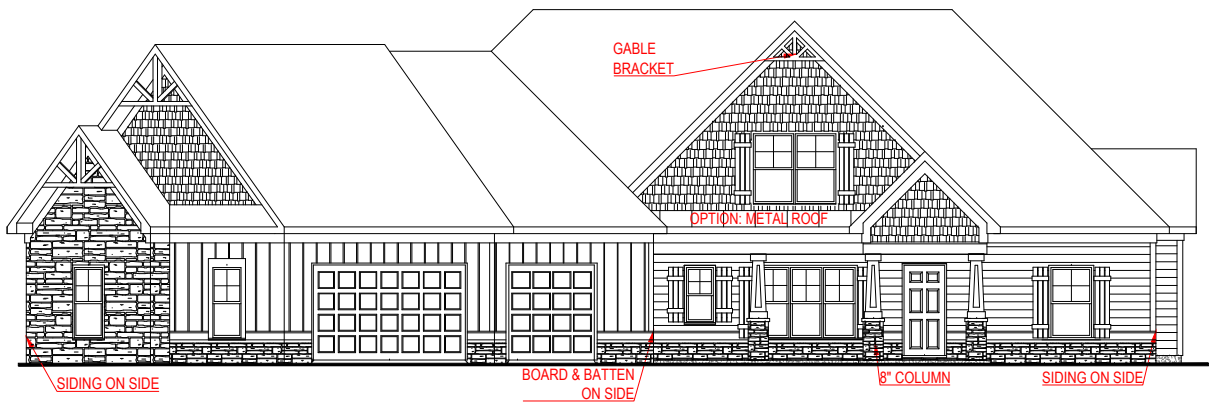 GABLE
BRACKET
OPTION: METAL ROOF
SIDING ON SIDE
BOARD & BATTEN
ON SIDE
8" COLUMN
SIDING ON SIDE